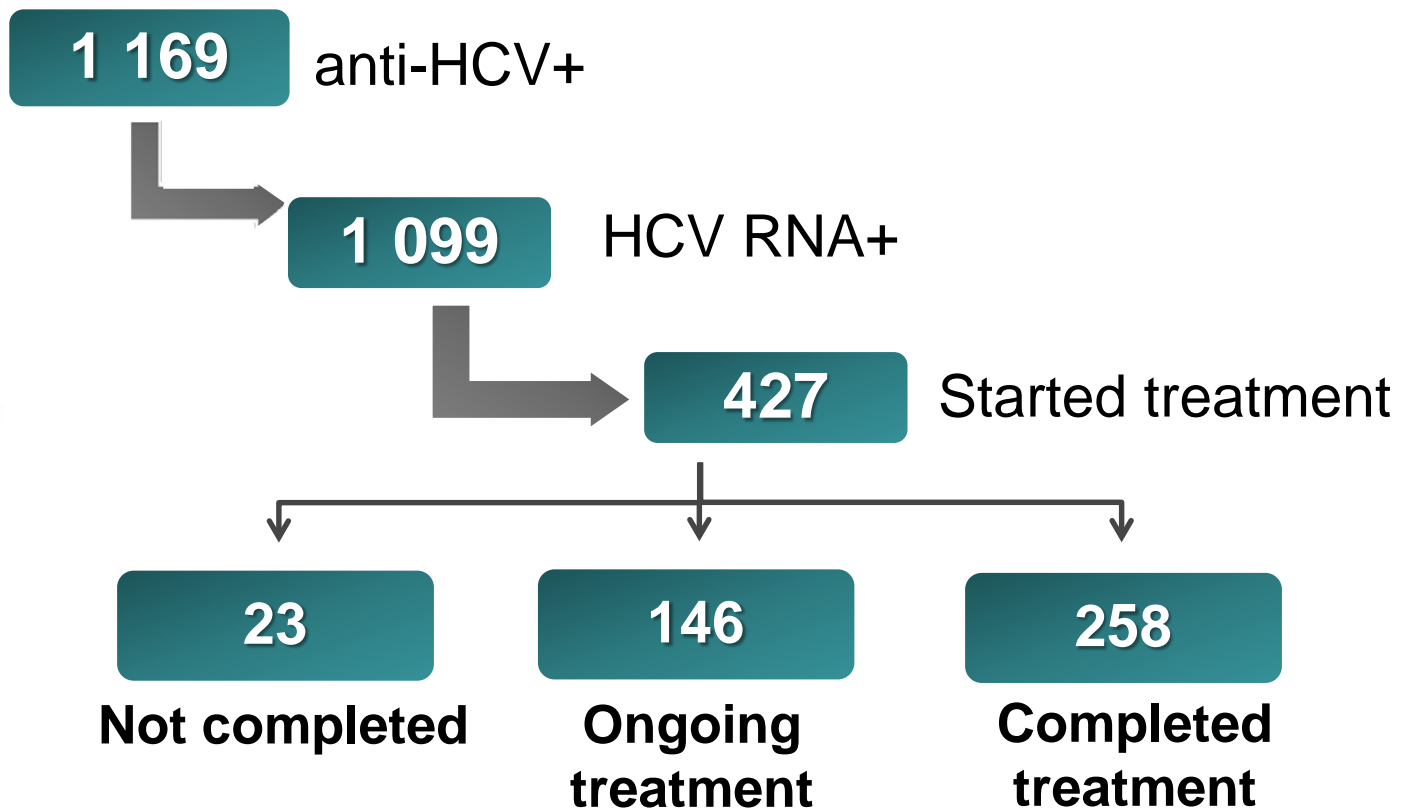 1 169 anti-HCV+
1 099 HCV RNA+
427 Started treatment
23
Not completed
146
Ongoing
treatment
258
Completed
treatment